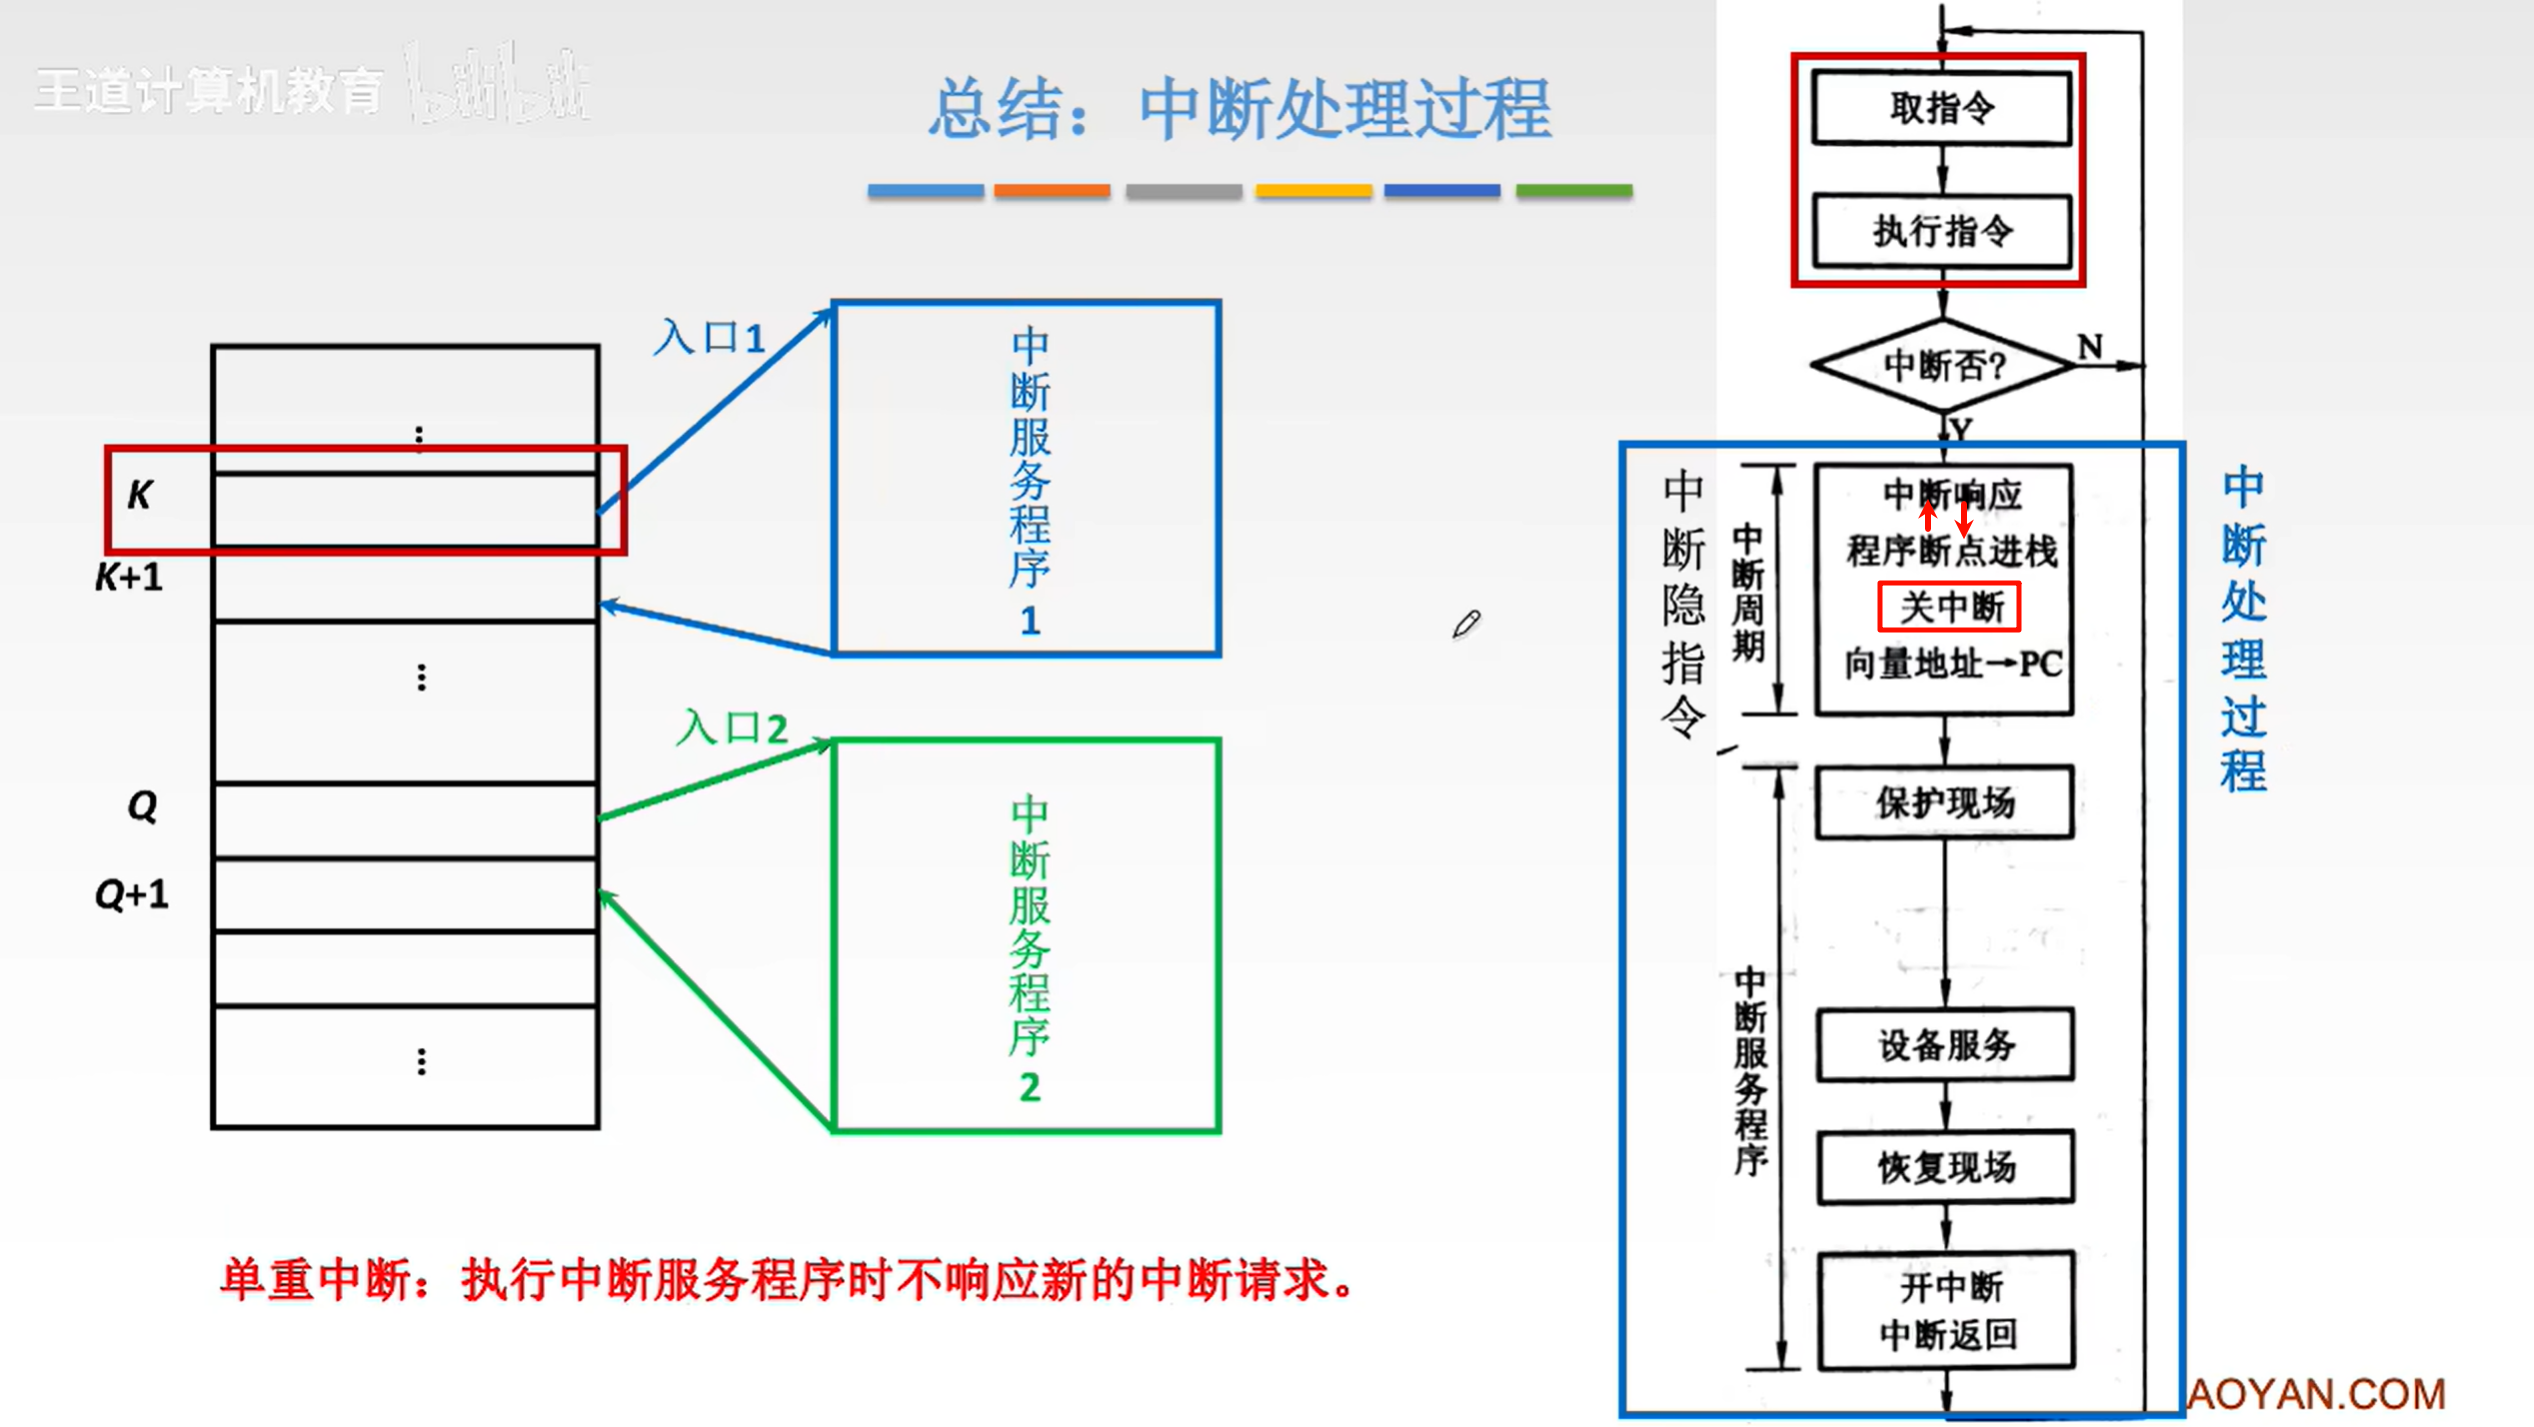 王道计算机教育 bilibili
总结：中断处理过程
K
K+1
Q
Q+1
入口1
中断服务程序1
入口2
中断服务程序2
单重中断：执行中断服务程序时不响应新的中断请求。
取指令
执行指令
中断否?
N
Y
中断隐指令
中断周期
中断响应
程序断点进栈
关中断
向量地址→PC
中断服务程序
保护现场
设备服务
恢复现场
开中断
中断返回
中断处理过程
AOYAN.COM